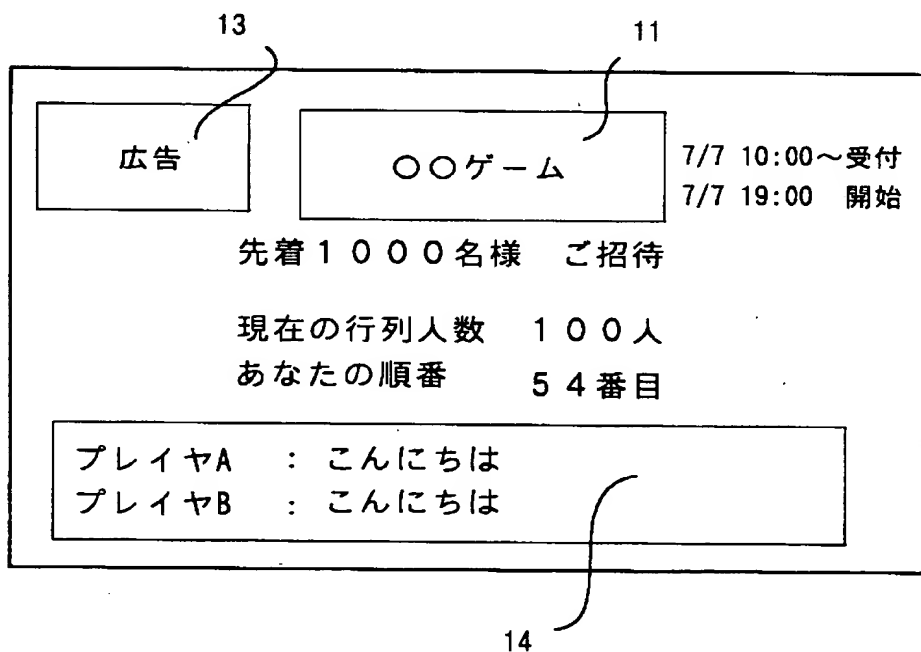 13
11
広告
○○ゲーム
7/7 10:00～受付
7/7 19:00 開始
先着１０００名様　ご招待
現在の行列人数　１００人
あなたの順番　５４番目
プレイヤA　：こんにちは
プレイヤB　：こんにちは
14